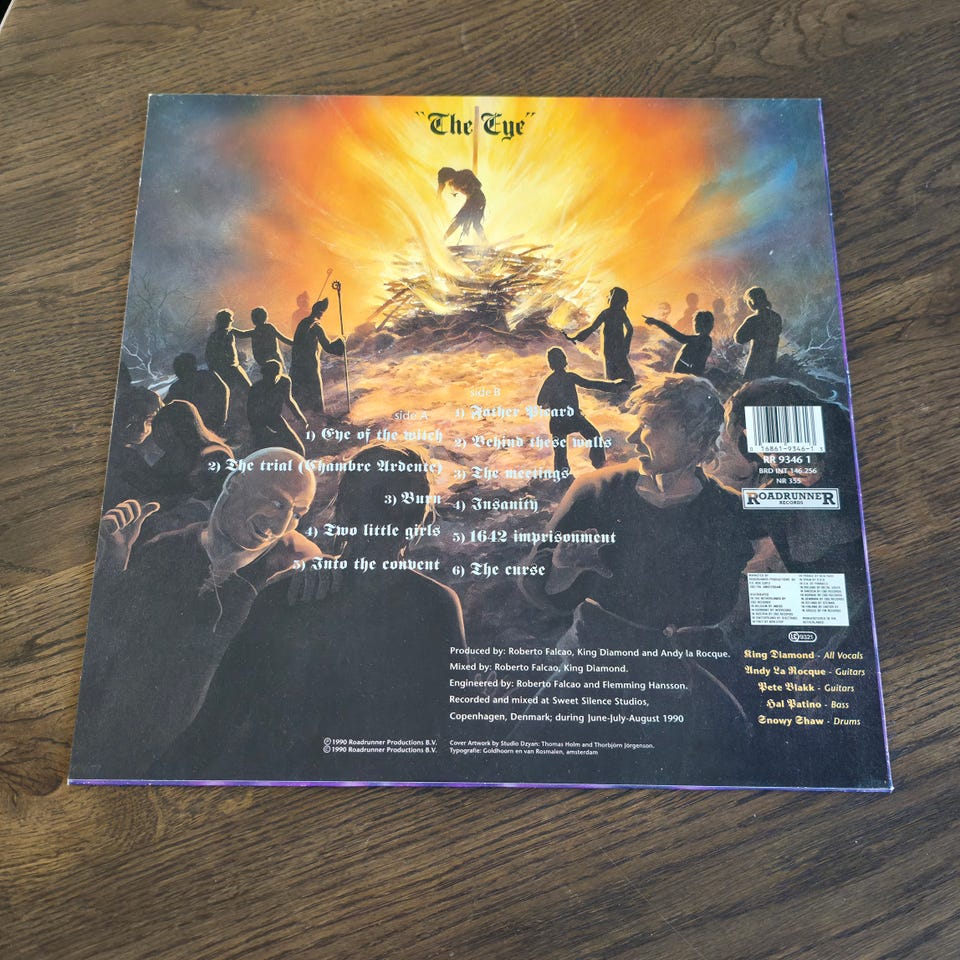 "The Eye"
side A
1) Eye of the witch
2) The trial (Chambre Ardente)
3) Burn
4) Two little girls
5) Into the convent
side B
1) Father Picard
2) Behind these walls
3) The meetings
4) Insanity
5) 1642 imprisonment
6) The curse
0 16861-9346-1
RR 9346 1
BRD INT 146.256
NR 355
ROADRUNNER
RECORDS
LC 9321
Produced by: Roberto Falcao, King Diamond and Andy la Rocque.
Mixed by: Roberto Falcao, King Diamond.
Engineered by: Roberto Falcao and Flemming Hansson.
Recorded and mixed at Sweet Silence Studios,
Copenhagen, Denmark; during June-July-August 1990
King Diamond - All Vocals
Andy La Rocque - Guitars
Pete Blakk - Guitars
Hal Patino - Bass
Snowy Shaw - Drums
℗ 1990 Roadrunner Productions B.V.
© 1990 Roadrunner Productions B.V.
Cover Artwork by Studio Dzyan: Thomas Holm and Thorbjörn Jörgenson.
Typografie: Goldhoorn en van Rosmalen, amsterdam